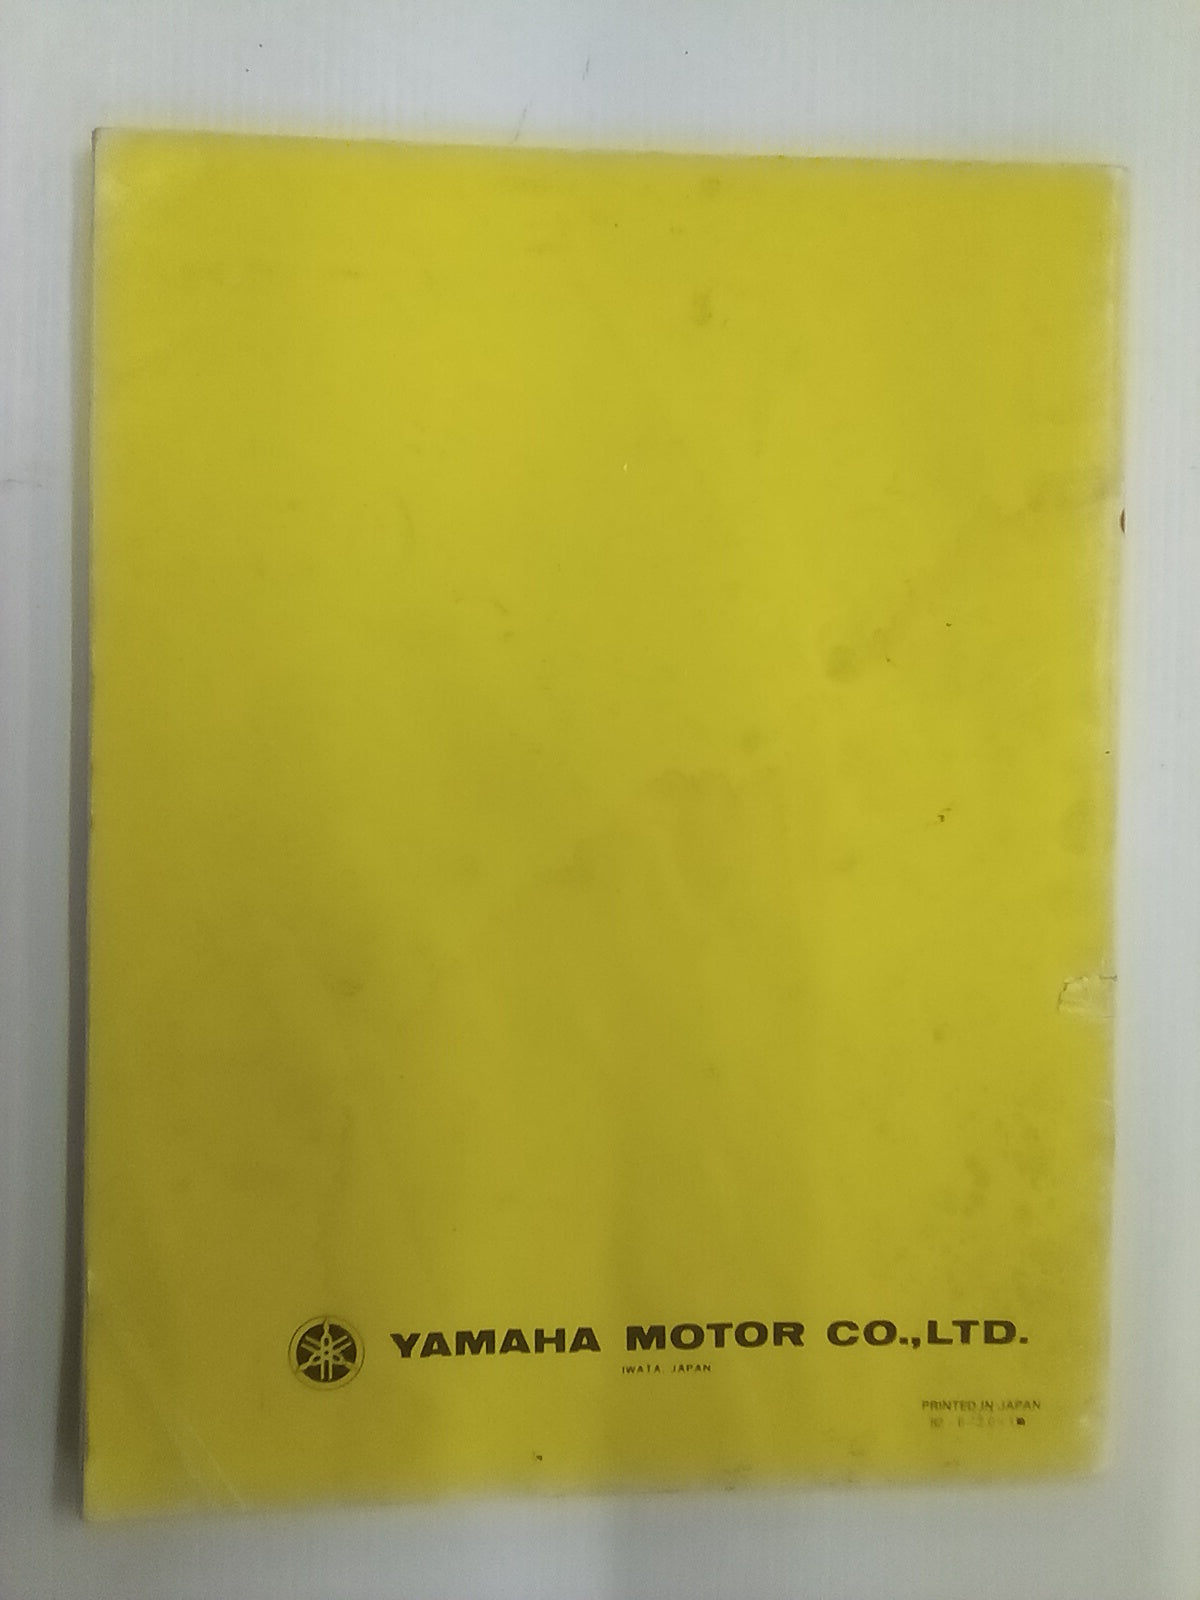 YAMAHA MOTOR CO.,LTD.
IWATA, JAPAN
PRINTED IN JAPAN